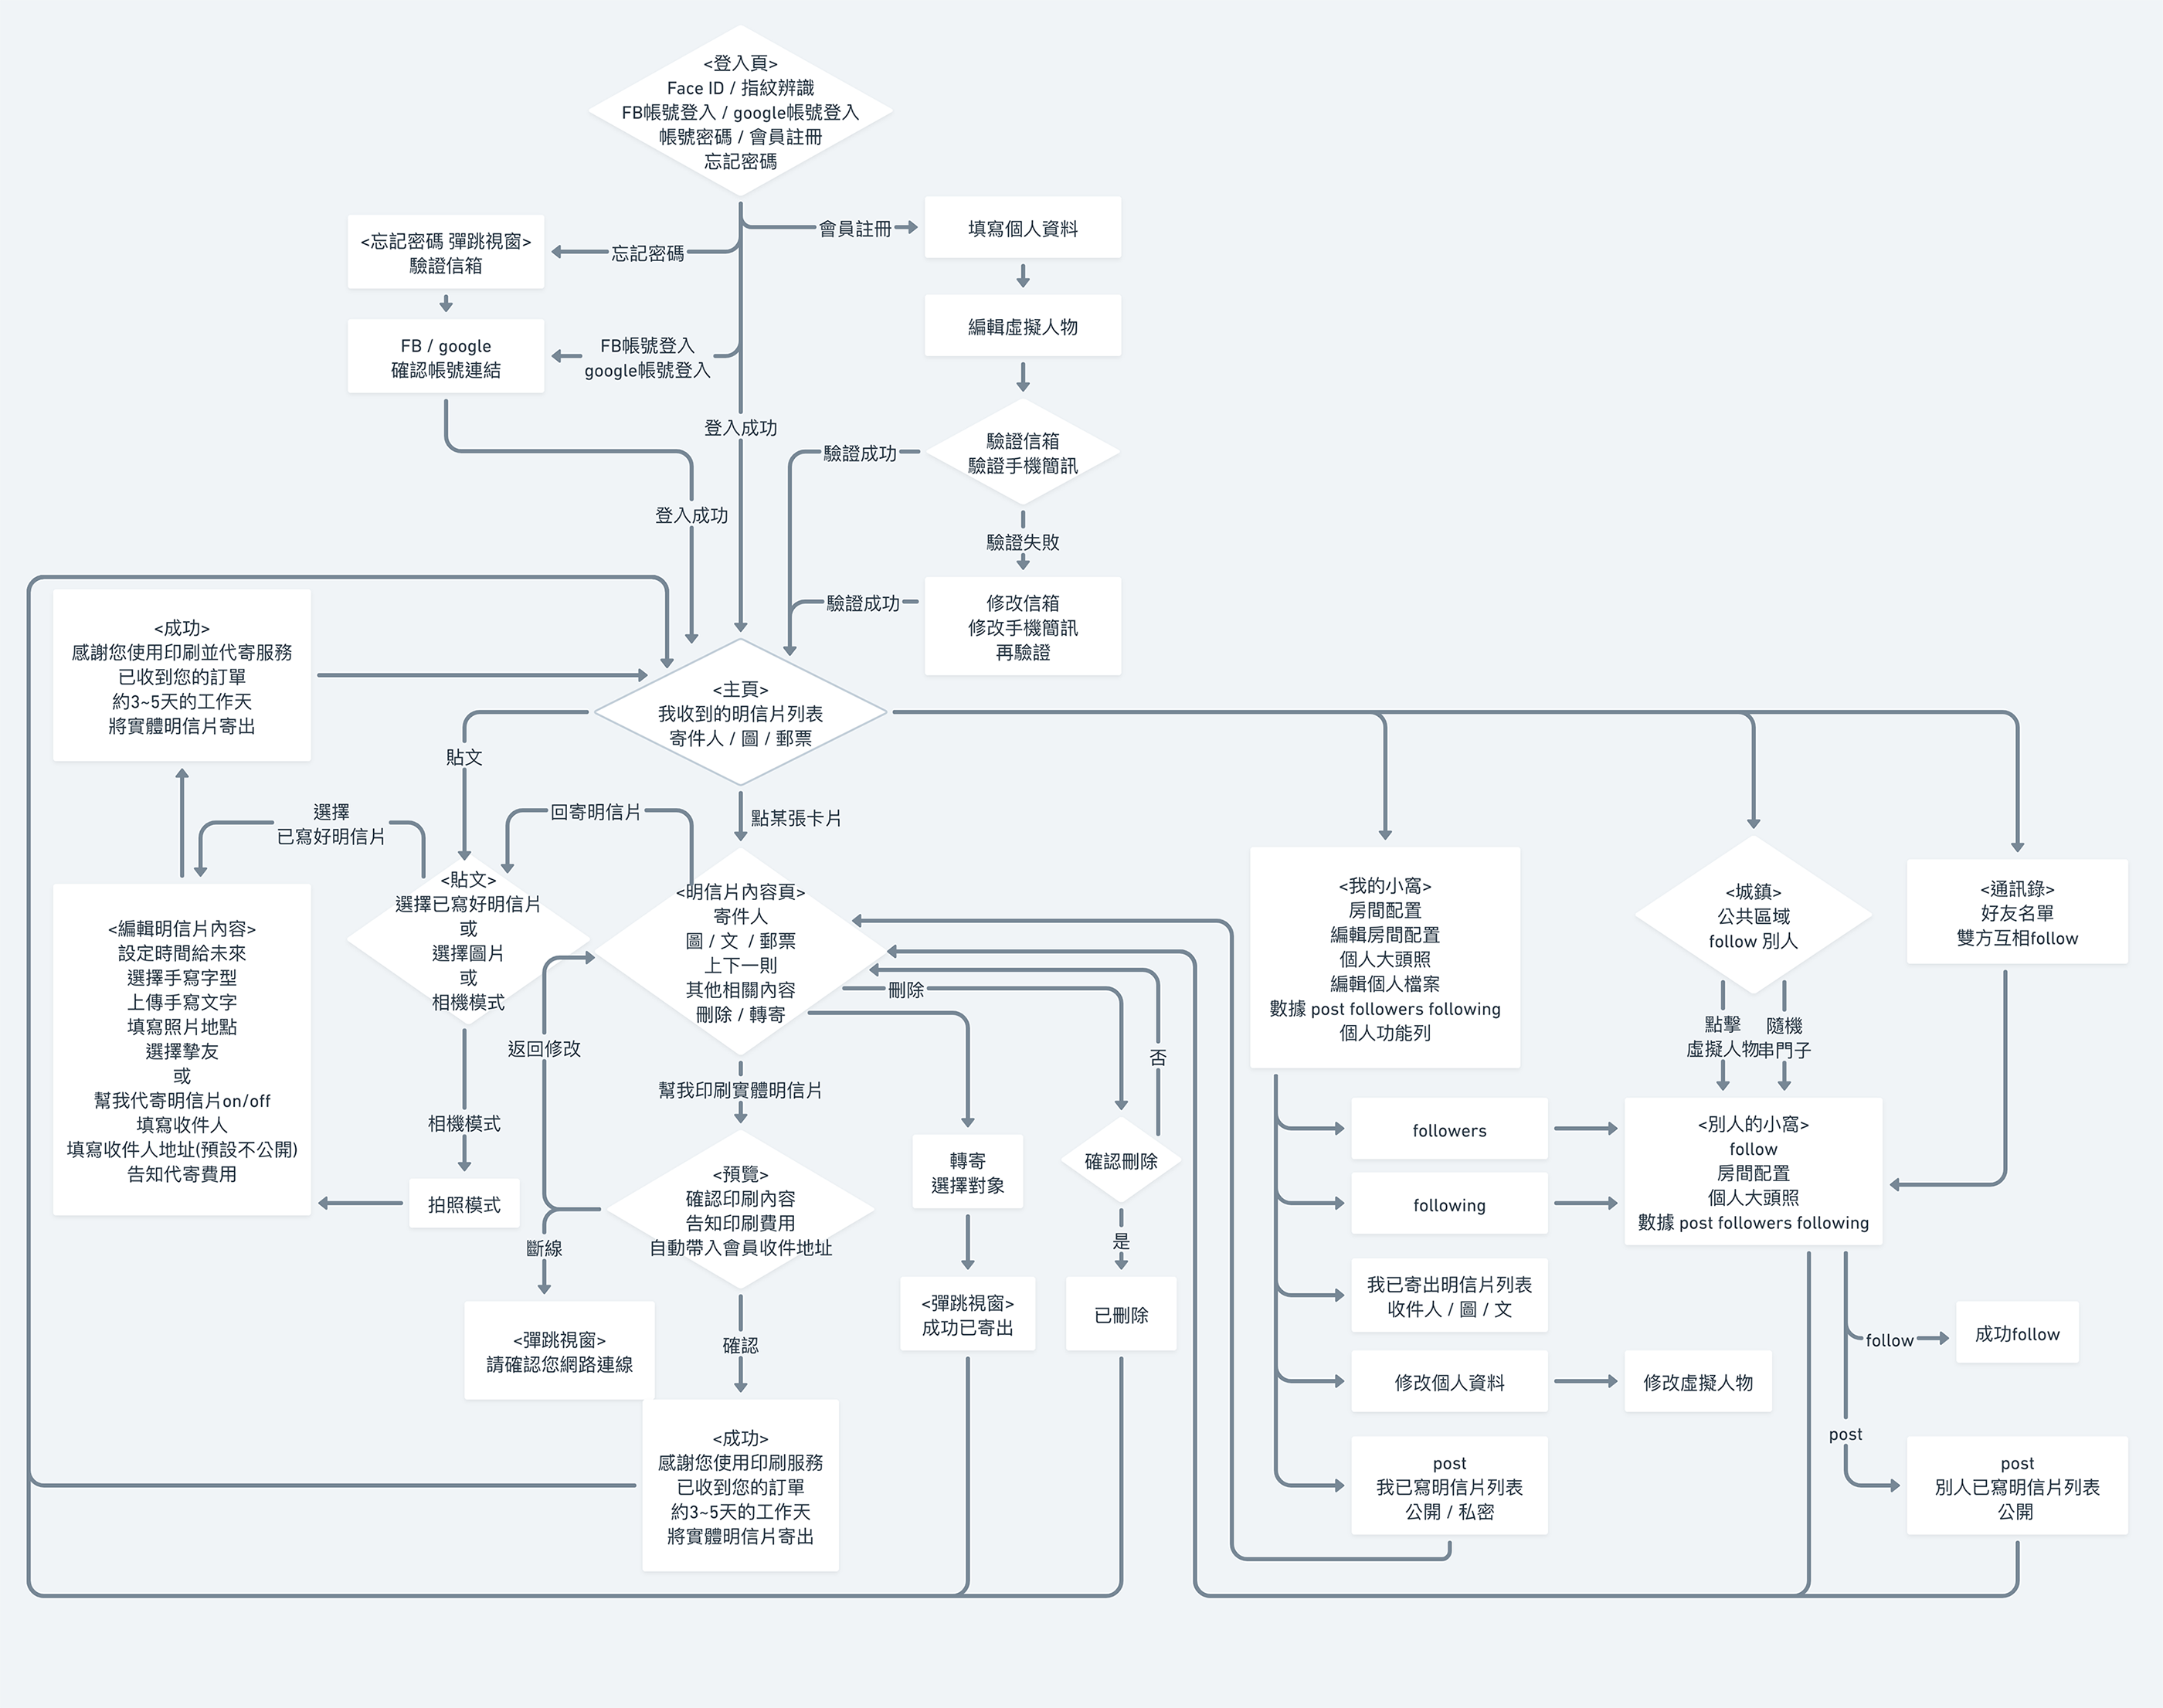 <登入頁>
Face ID / 指紋辨識
FB帳號登入 / google帳號登入
帳號密碼 / 會員註冊
忘記密碼
會員註冊
填寫個人資料
<忘記密碼 彈跳視窗>
驗證信箱
忘記密碼
編輯虛擬人物
FB / google
確認帳號連結
FB帳號登入
google帳號登入
登入成功
驗證成功
驗證信箱
驗證手機簡訊
登入成功
驗證失敗
驗證成功
修改信箱
修改手機簡訊
再驗證
<成功>
感謝您使用印刷並代寄服務
已收到您的訂單
約3~5天的工作天
將實體明信片寄出
<主頁>
我收到的明信片列表
寄件人 / 圖 / 郵票
貼文
選擇
已寫好明信片
回寄明信片
點某張卡片
<編輯明信片內容>
設定時間給未來
選擇手寫字型
上傳手寫文字
填寫照片地點
選擇摯友
或
幫我代寄明信片on/off
填寫收件人
填寫收件人地址(預設不公開)
告知代寄費用
<貼文>
選擇已寫好明信片
或
選擇圖片
或
相機模式
<明信片內容頁>
寄件人
圖 / 文 / 郵票
上下一則
其他相關內容
刪除 / 轉寄
刪除
<我的小窩>
房間配置
編輯房間配置
個人大頭照
編輯個人檔案
數據 post followers following
個人功能列
<城鎮>
公共區域
follow 別人
<通訊錄>
好友名單
雙方互相follow
點擊
虛擬人物
隨機
串門子
返回修改
否
幫我印刷實體明信片
相機模式
拍照模式
<預覽>
確認印刷內容
告知印刷費用
自動帶入會員收件地址
轉寄
選擇對象
確認刪除
followers
following
<別人的小窩>
follow
房間配置
個人大頭照
數據 post followers following
斷線
是
<彈跳視窗>
請確認您網路連線
確認
<彈跳視窗>
成功已寄出
已刪除
我已寄出明信片列表
收件人 / 圖 / 文
follow
成功follow
修改個人資料
修改虛擬人物
<成功>
感謝您使用印刷服務
已收到您的訂單
約3~5天的工作天
將實體明信片寄出
post
我已寫明信片列表
公開 / 私密
post
post
別人已寫明信片列表
公開